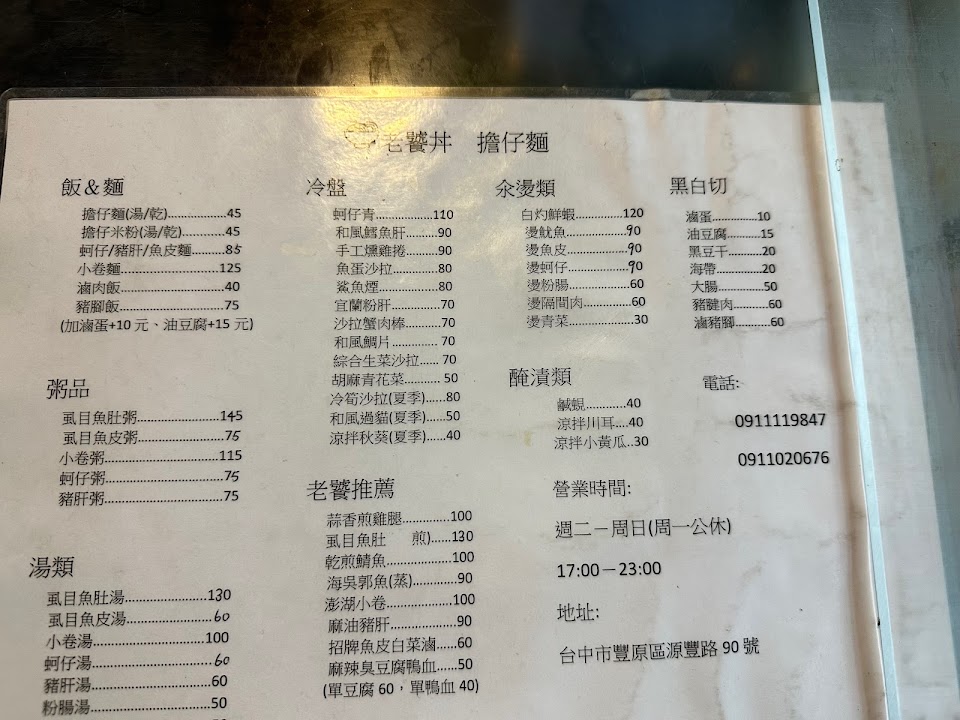 老饕丼 擔仔麵
飯＆麵
擔仔麵(湯/乾)..................45
擔仔米粉(湯/乾)..............45
蚵仔/豬肝/魚皮麵..........85
小卷麵..............................125
滷肉飯................................40
豬腳飯................................75
(加滷蛋+10 元、油豆腐+15 元)
粥品
虱目魚肚粥.....................145
虱目魚皮粥......................75
小卷粥............................115
蚵仔粥..............................75
豬肝粥..............................75
湯類
虱目魚肚湯.....................130
虱目魚皮湯......................60
小卷湯............................100
蚵仔湯..............................60
豬肝湯..............................60
粉腸湯..............................50
冷盤
蚵仔青..................110
和風鱈魚肝..........90
手工燻雞捲..........90
魚蛋沙拉..............80
鯊魚煙..................80
宜蘭粉肝..............70
沙拉蟹肉棒..........70
和風鯛片.............. 70
綜合生菜沙拉...... 70
胡麻青花菜........... 50
冷筍沙拉(夏季)......80
和風過貓(夏季)......50
涼拌秋葵(夏季)......40
老饕推薦
蒜香煎雞腿..............100
虱目魚肚 煎)......130
乾煎鯖魚..................100
海吳郭魚(蒸)............90
澎湖小卷..................100
麻油豬肝....................90
招牌魚皮白菜滷......60
麻辣臭豆腐鴨血......50
(單豆腐 60，單鴨血 40)
汆燙類
白灼鮮蝦..............120
燙魷魚..................90
燙魚皮..................90
燙蚵仔..................90
燙粉腸..................60
燙隔間肉..............60
燙青菜..................30
醃漬類
鹹蜆............40
涼拌川耳....40
涼拌小黃瓜..30
營業時間:
週二－周日(周一公休)
17:00－23:00
地址:
台中市豐原區源豐路 90 號
黑白切
滷蛋..............10
油豆腐..........15
黑豆干..........20
海帶..............20
大腸..............50
豬腱肉..........60
滷豬腳..........60
電話:
0911119847
0911020676